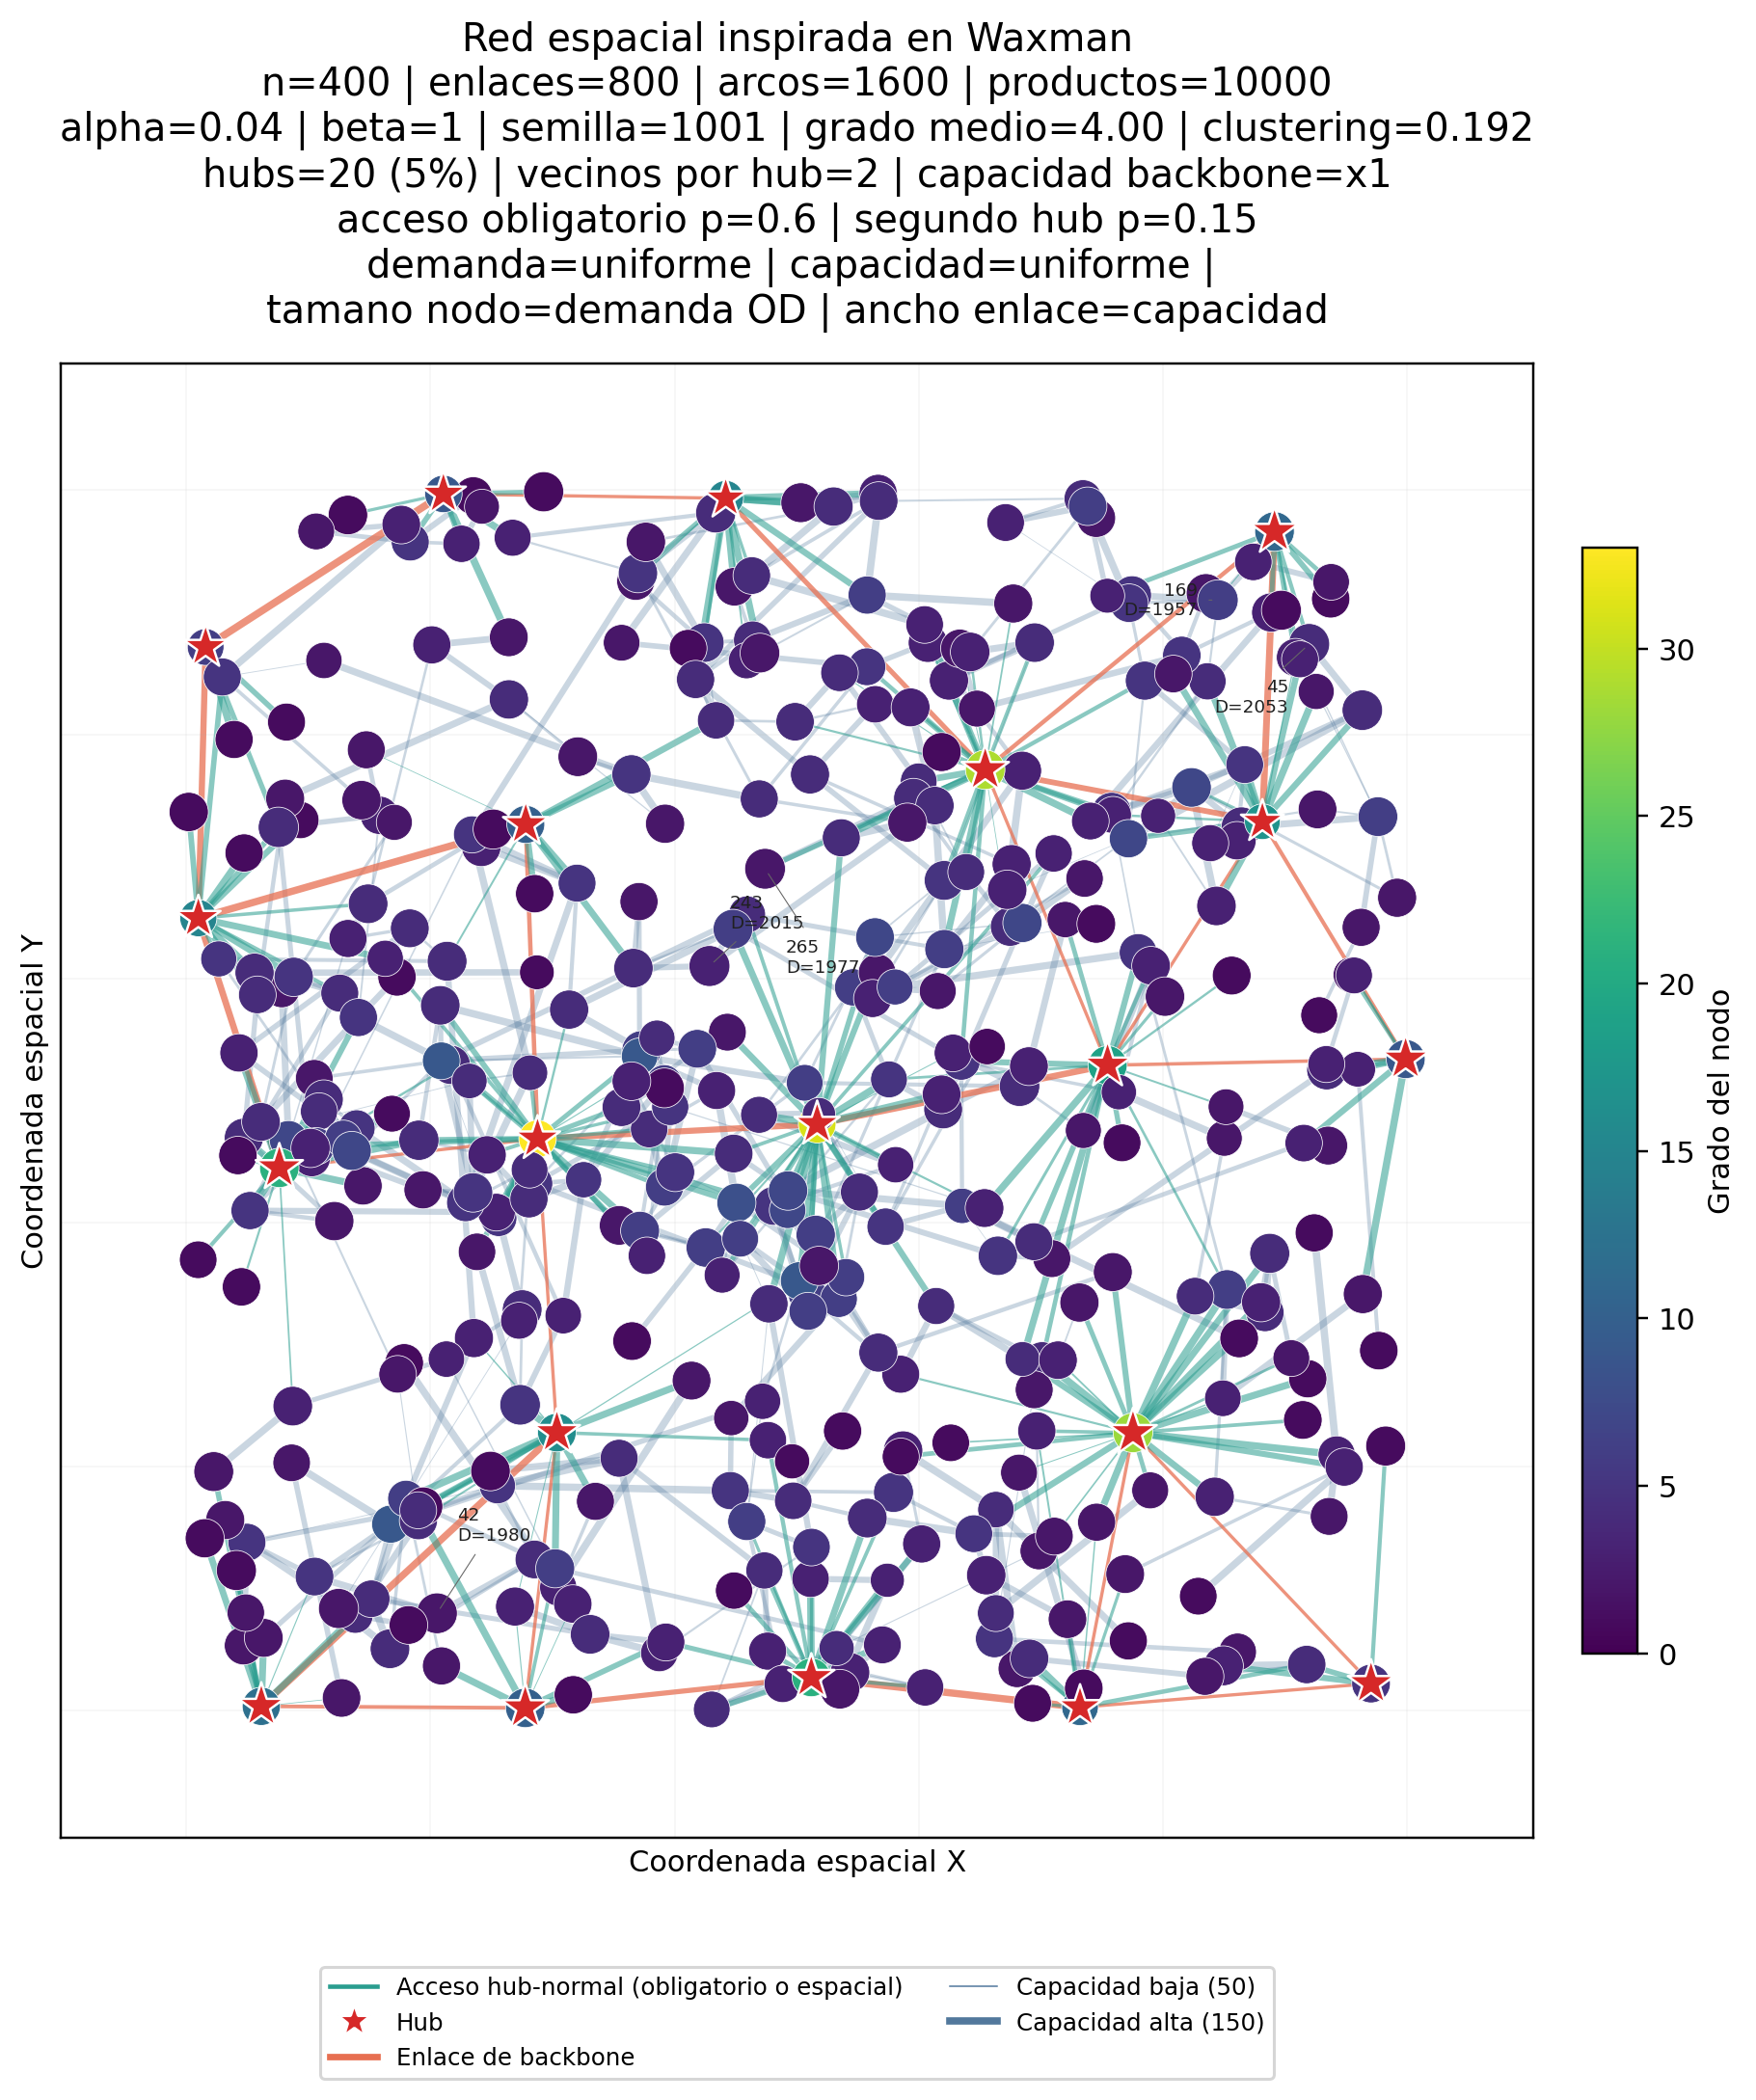 Red espacial inspirada en Waxman
n=400 | enlaces=800 | arcos=1600 | productos=10000
alpha=0.04 | beta=1 | semilla=1001 | grado medio=4.00 | clustering=0.192
hubs=20 (5%) | vecinos por hub=2 | capacidad backbone=x1
acceso obligatorio p=0.6 | segundo hub p=0.15
demanda=uniforme | capacidad=uniforme |
tamano nodo=demanda OD | ancho enlace=capacidad
D=1957
45
D=2053
243
D=2015
265
D=1977
42
D=1980
Coordenada espacial Y
Coordenada espacial X
30
25
20
15
10
5
0
Grado del nodo
Acceso hub-normal (obligatorio o espacial)
Hub
Enlace de backbone
Capacidad baja (50)
Capacidad alta (150)